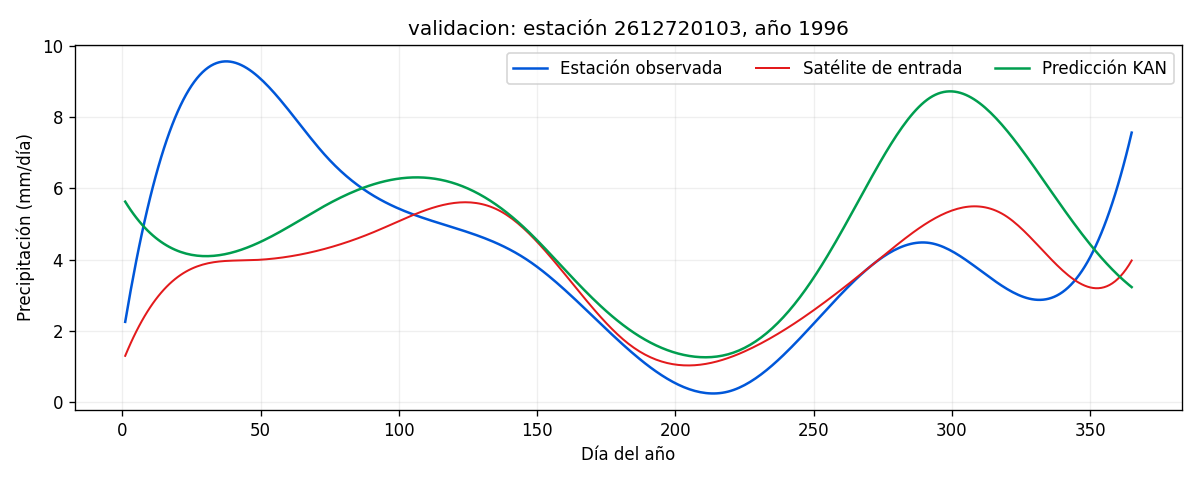 validacion: estación 2612720103, año 1996
Estación observada
Satélite de entrada
Predicción KAN
Precipitación (mm/día)
10
8
6
4
2
0
0 50 100 150 200 250 300 350
Día del año